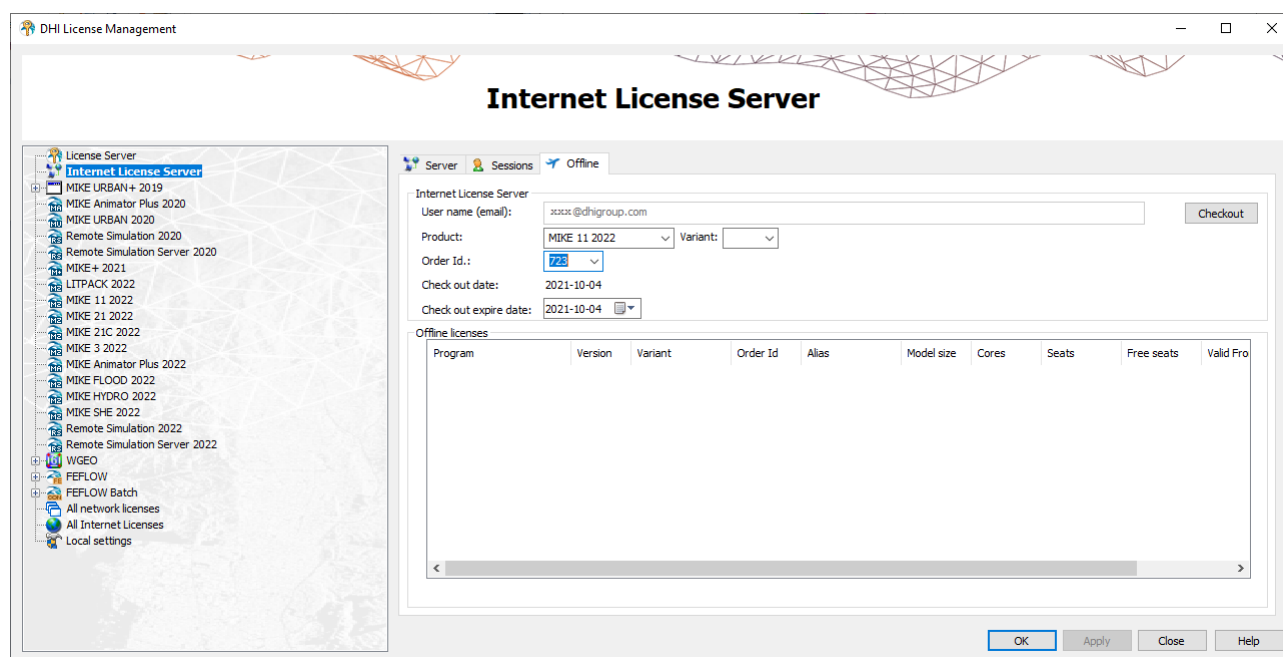 DHI License Management
Internet License Server
License Server
Internet License Server
MIKE URBAN+ 2019
MIKE Animator Plus 2020
MIKE URBAN 2020
Remote Simulation 2020
Remote Simulation Server 2020
MIKE+ 2021
LITPACK 2022
MIKE 11 2022
MIKE 21 2022
MIKE 21C 2022
MIKE 3 2022
MIKE Animator Plus 2022
MIKE FLOOD 2022
MIKE HYDRO 2022
MIKE SHE 2022
Remote Simulation 2022
Remote Simulation Server 2022
WGEO
FEFLOW
FEFLOW Batch
All network licenses
All Internet Licenses
Local settings
Server Sessions Offline
Internet License Server
User name (email): xxx@dhigroup.com Checkout
Product: MIKE 11 2022 Variant:
Order Id.: 723
Check out date: 2021-10-04
Check out expire date: 2021-10-04
Offline licenses
Program Version Variant Order Id Alias Model size Cores Seats Free seats Valid Fro
OK Apply Close Help